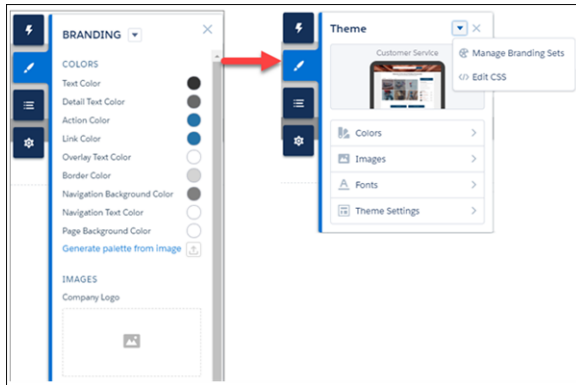 BRANDING
COLORS
Text Color
Detail Text Color
Action Color
Link Color
Overlay Text Color
Border Color
Navigation Background Color
Navigation Text Color
Page Background Color
Generate palette from image
IMAGES
Company Logo
Theme
Customer Service
Manage Branding Sets
Edit CSS
Colors
Images
Fonts
Theme Settings